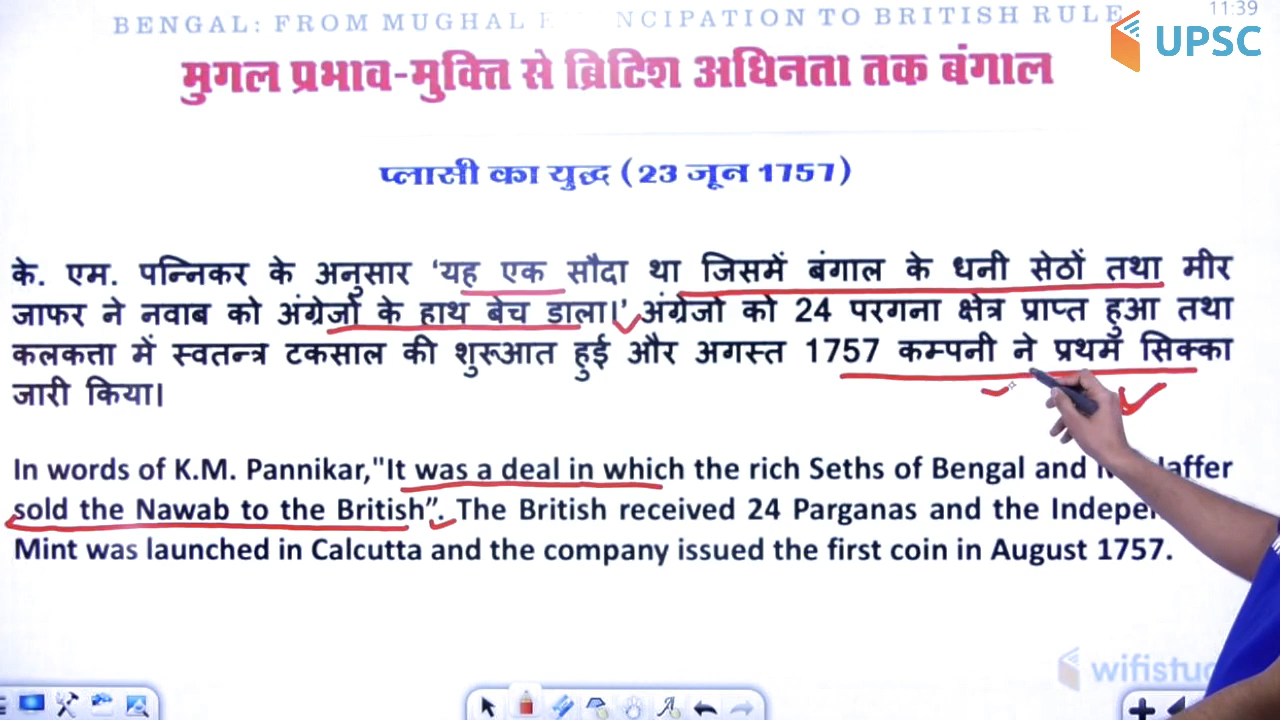 BENGAL: FROM MUGHAL NCIPATION TO BRITISH RULE
11:39
UPSC
मुगल प्रभाव-मुक्ति से ब्रिटिश अधिनता तक बंगाल
प्लासी का युद्ध (23 जून 1757)
के. एम. पन्निकर के अनुसार ‘यह एक सौदा था जिसमें बंगाल के धनी सेठों तथा मीर
जाफर ने नवाब को अंग्रेजों के हाथ बेच डाला।’ अंग्रेजों को 24 परगना क्षेत्र प्राप्त हुआ तथा
कलकत्ता में स्वतन्त्र टकसाल की शुरूआत हुई और अगस्त 1757 कम्पनी ने प्रथम सिक्का
जारी किया।
In words of K.M. Pannikar,"It was a deal in which the rich Seths of Bengal and Jaffer
sold the Nawab to the British”. The British received 24 Parganas and the Indepe
Mint was launched in Calcutta and the company issued the first coin in August 1757.
wifistu